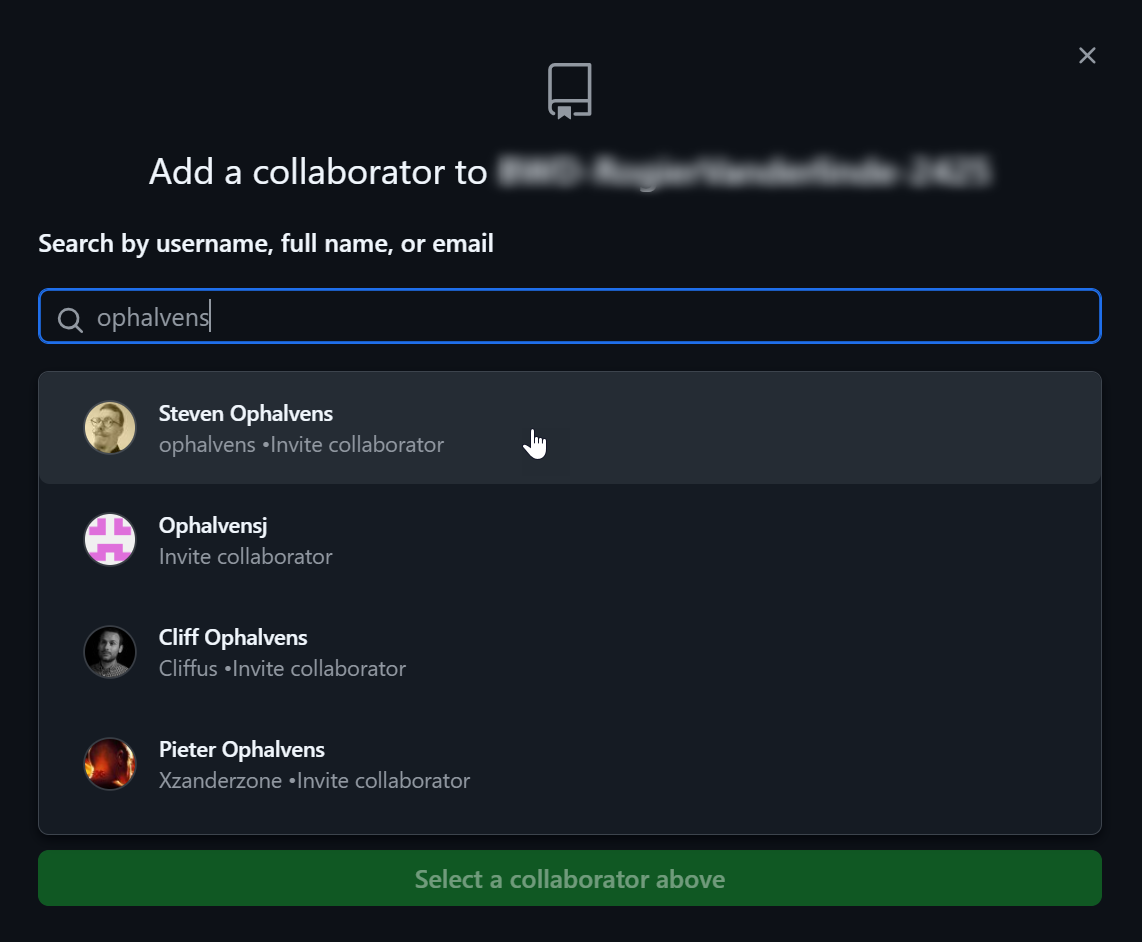 Add a collaborator to
Search by username, full name, or email
ophalvens
Steven Ophalvens
ophalvens •Invite collaborator
Ophalvensj
Invite collaborator
Cliff Ophalvens
Cliffus •Invite collaborator
Pieter Ophalvens
Xzanderzone •Invite collaborator
Select a collaborator above